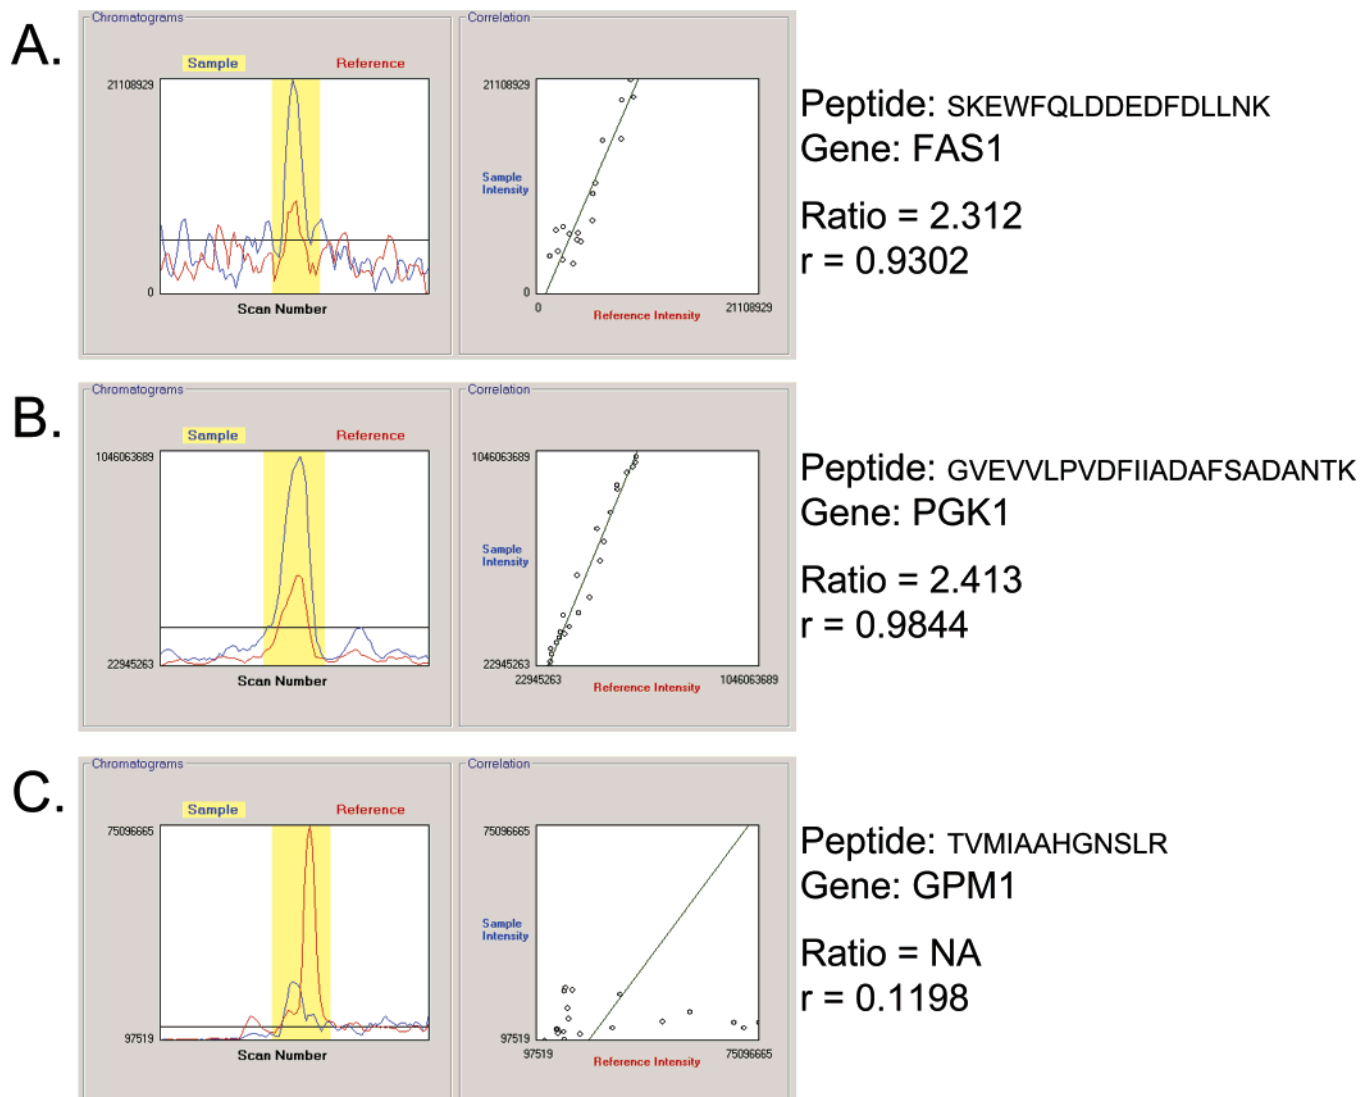 A.
Chromatograms
Sample Reference
21108929
0
Scan Number
Correlation
21108929
Sample
Intensity
0
0 21108929
Reference Intensity
Peptide: SKEWFQLDDEDFDLLNK
Gene: FAS1
Ratio = 2.312
r = 0.9302
B.
Chromatograms
Sample Reference
1046063689
22945263
Scan Number
Correlation
1046063689
Sample
Intensity
22945263
22945263 1046063689
Reference Intensity
Peptide: GVEVVLPVDFIIADAFSADANTK
Gene: PGK1
Ratio = 2.413
r = 0.9844
C.
Chromatograms
Sample Reference
75096665
97519
Scan Number
Correlation
75096665
Sample
Intensity
97519
97519 75096665
Reference Intensity
Peptide: TVMIAAHGNSLR
Gene: GPM1
Ratio = NA
r = 0.1198